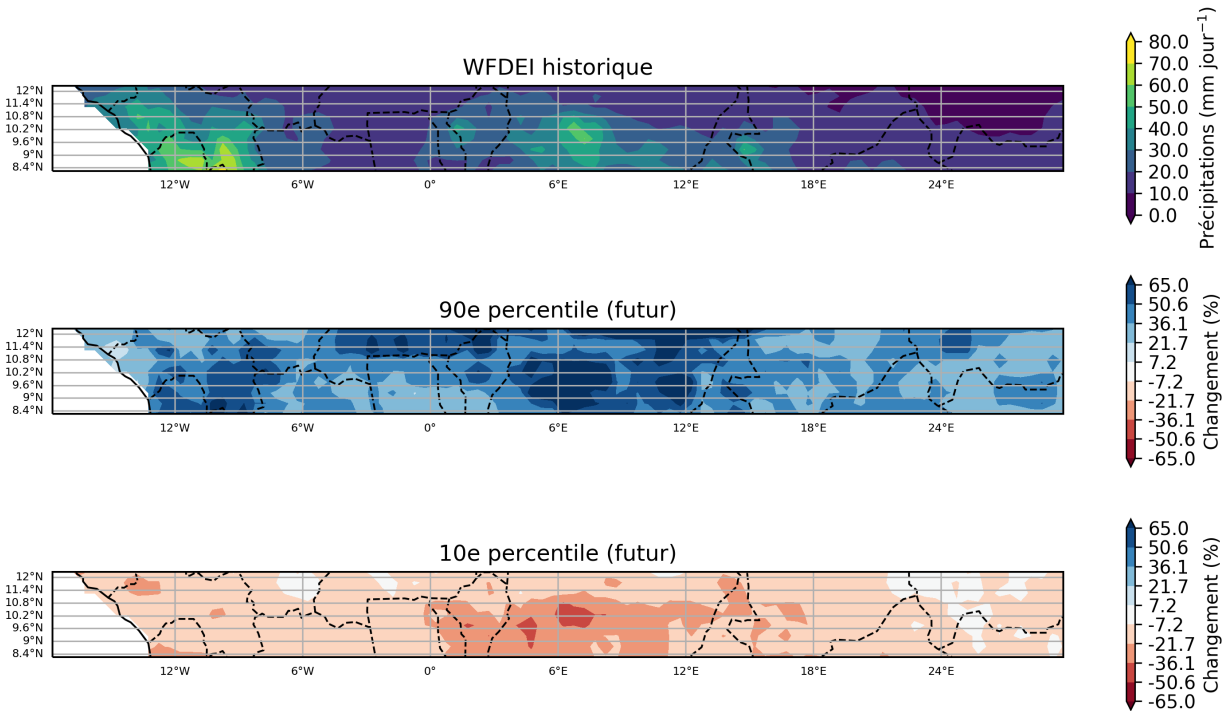 WFDEI historique
12°N
11.4°N
10.8°N
10.2°N
9.6°N
9°N
8.4°N
12°W 6°W 0° 6°E 12°E 18°E 24°E
80.0
70.0
60.0
50.0
40.0
30.0
20.0
10.0
0.0
Précipitations (mm jour⁻¹)
90e percentile (futur)
12°N
11.4°N
10.8°N
10.2°N
9.6°N
9°N
8.4°N
12°W 6°W 0° 6°E 12°E 18°E 24°E
65.0
50.6
36.1
21.7
7.2
-7.2
-21.7
-36.1
-50.6
-65.0
Changement (%)
10e percentile (futur)
12°N
11.4°N
10.8°N
10.2°N
9.6°N
9°N
8.4°N
12°W 6°W 0° 6°E 12°E 18°E 24°E
65.0
50.6
36.1
21.7
7.2
-7.2
-21.7
-36.1
-50.6
-65.0
Changement (%)